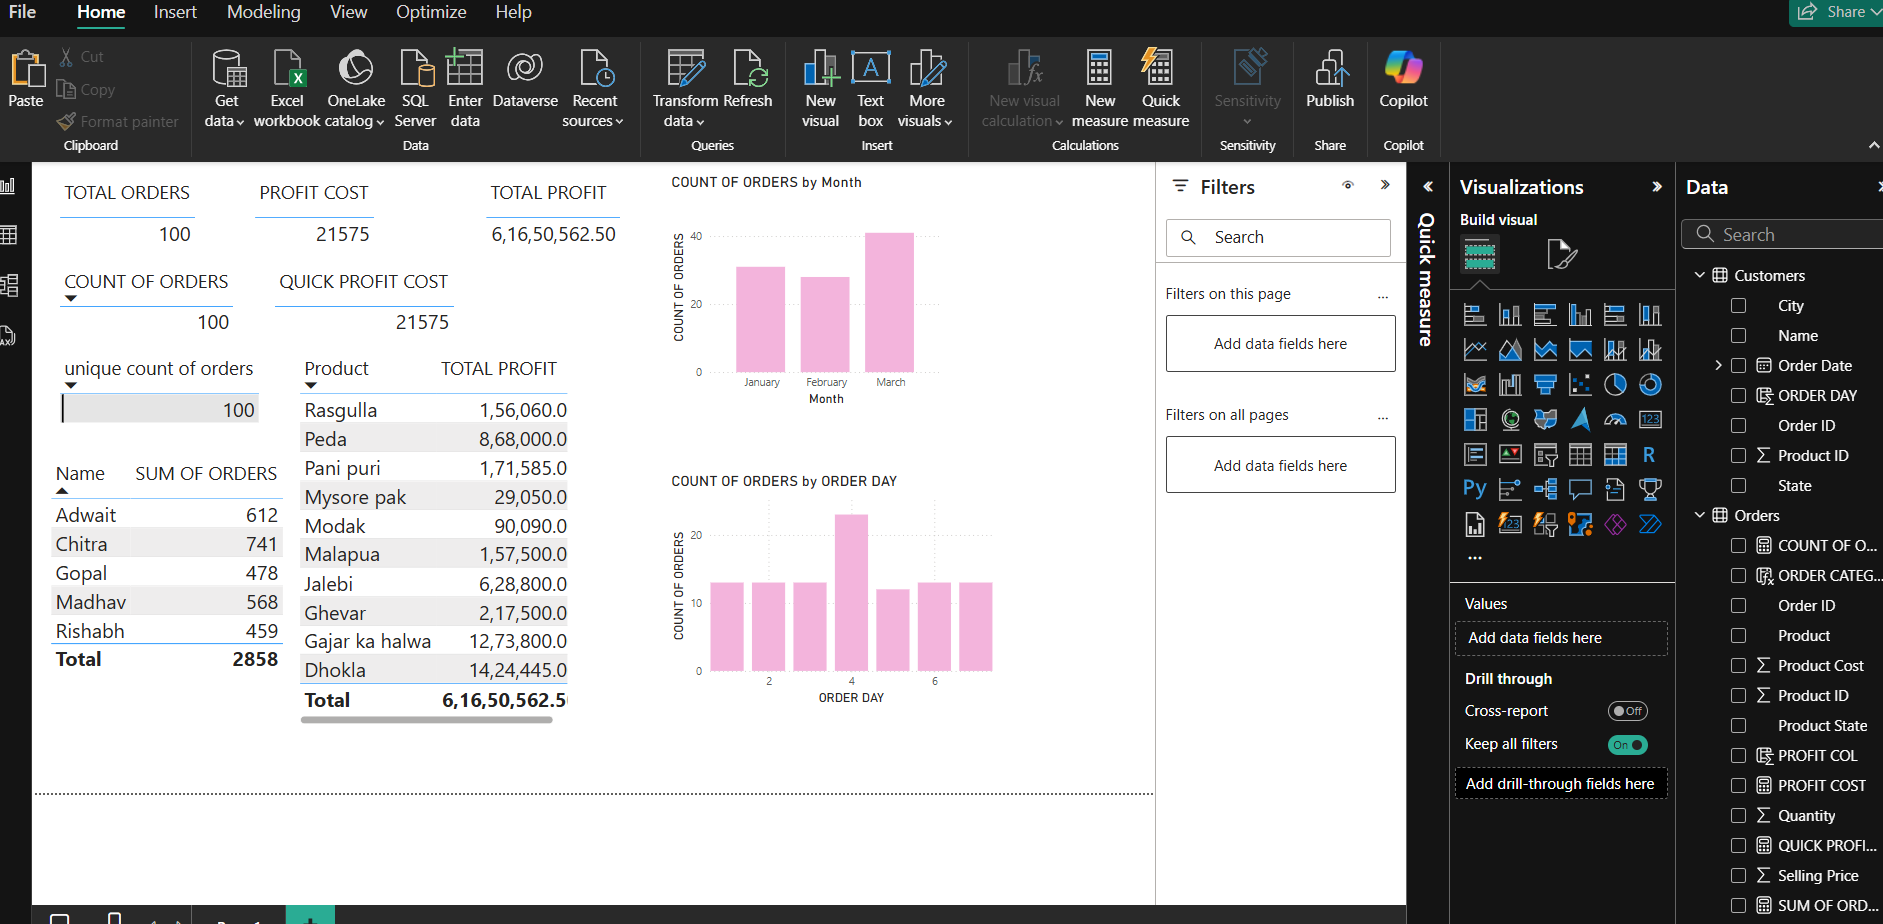 File Home Insert Modeling View Optimize Help Share
Paste
Cut
Copy
Format painter
Clipboard
Get data
Excel workbook
OneLake catalog
SQL Server
Enter data
Dataverse
Recent sources
Data
Transform data
Refresh
Queries
New visual
Text box
More visuals
Insert
New visual calculation
New measure
Quick measure
Calculations
Sensitivity
Sensitivity
Publish
Share
Copilot
Copilot
TOTAL ORDERS
100
PROFIT COST
21575
TOTAL PROFIT
6,16,50,562.50
COUNT OF ORDERS
100
QUICK PROFIT COST
21575
unique count of orders
100
Name SUM OF ORDERS
Adwait 612
Chitra 741
Gopal 478
Madhav 568
Rishabh 459
Total 2858
Product TOTAL PROFIT
Rasgulla 1,56,060.0
Peda 8,68,000.0
Pani puri 1,71,585.0
Mysore pak 29,050.0
Modak 90,090.0
Malapua 1,57,500.0
Jalebi 6,28,800.0
Ghevar 2,17,500.0
Gajar ka halwa 12,73,800.0
Dhokla 14,24,445.0
Total 6,16,50,562.5
COUNT OF ORDERS by Month
COUNT OF ORDERS
40
20
0
January February March
Month
COUNT OF ORDERS by ORDER DAY
COUNT OF ORDERS
20
10
0
2 4 6
ORDER DAY
Filters
Search
Filters on this page ...
Add data fields here
Filters on all pages ...
Add data fields here
Quick measure
Visualizations
Build visual
123
R
Py
123
...
Values
Add data fields here
Drill through
Cross-report Off
Keep all filters On
Add drill-through fields here
Data
Search
Customers
City
Name
Order Date
ORDER DAY
Order ID
Product ID
State
Orders
COUNT OF O...
ORDER CATEG...
Order ID
Product
Product Cost
Product ID
Product State
PROFIT COL
PROFIT COST
Quantity
QUICK PROFI...
Selling Price
SUM OF ORD...